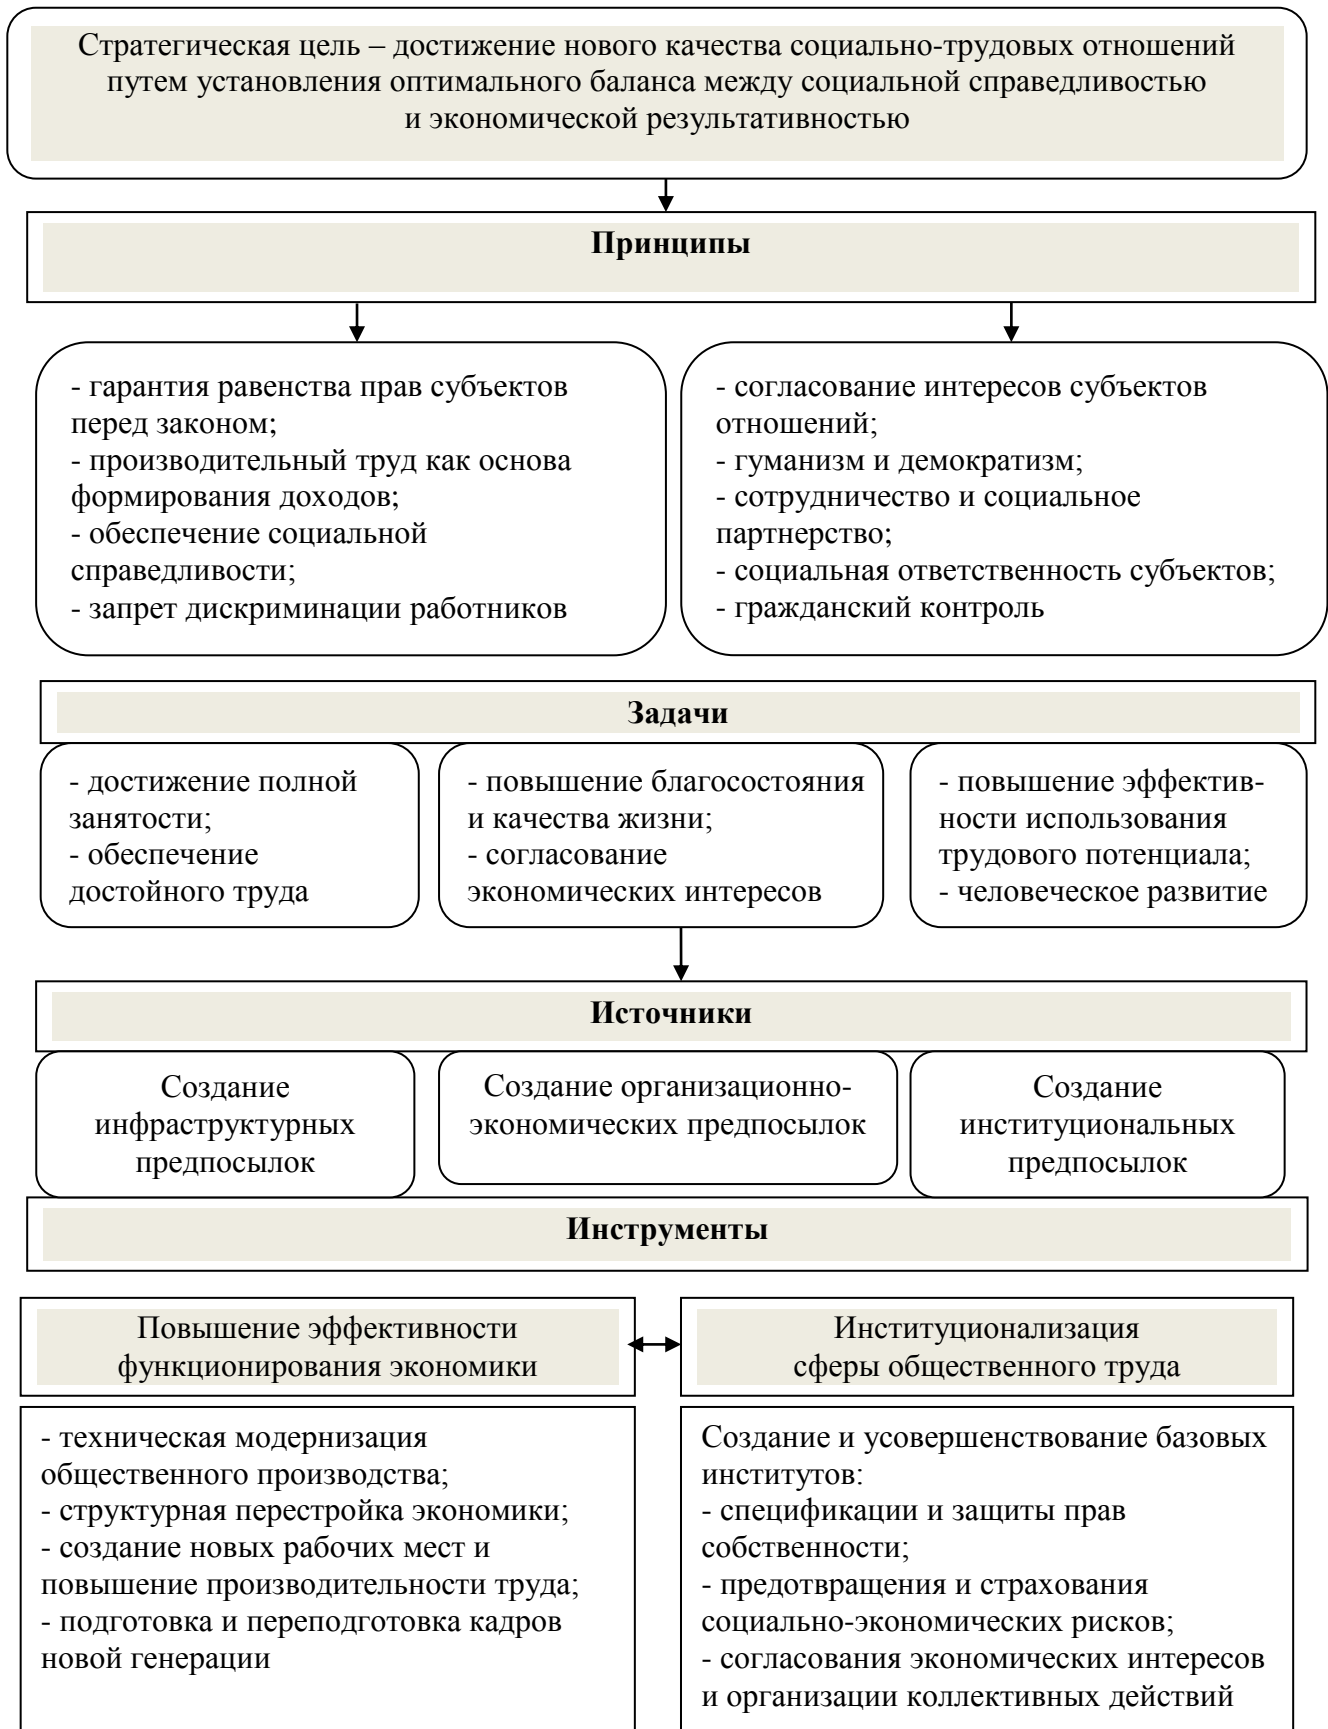 Стратегическая цель – достижение нового качества социально-трудовых отношений
путем установления оптимального баланса между социальной справедливостью
и экономической результативностью
Принципы
- гарантия равенства прав субъектов
перед законом;
- производительный труд как основа
формирования доходов;
- обеспечение социальной
справедливости;
- запрет дискриминации работников
- согласование интересов субъектов
отношений;
- гуманизм и демократизм;
- сотрудничество и социальное
партнерство;
- социальная ответственность субъектов;
- гражданский контроль
Задачи
- достижение полной
занятости;
- обеспечение
достойного труда
- повышение благосостояния
и качества жизни;
- согласование
экономических интересов
- повышение эффектив-
ности использования
трудового потенциала;
- человеческое развитие
Источники
Создание
инфраструктурных
предпосылок
Создание организационно-
экономических предпосылок
Создание
институциональных
предпосылок
Инструменты
Повышение эффективности
функционирования экономики
Институционализация
сферы общественного труда
- техническая модернизация
общественного производства;
- структурная перестройка экономики;
- создание новых рабочих мест и
повышение производительности труда;
- подготовка и переподготовка кадров
новой генерации
Создание и усовершенствование базовых
институтов:
- спецификации и защиты прав
собственности;
- предотвращения и страхования
социально-экономических рисков;
- согласования экономических интересов
и организации коллективных действий